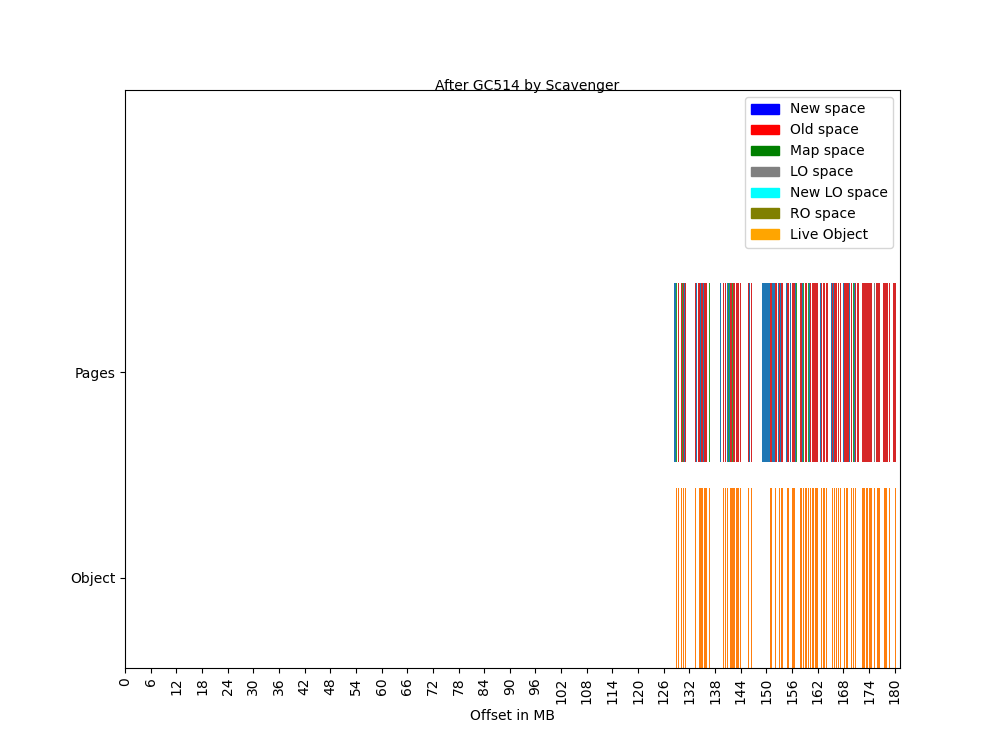 After GC514 by Scavenger
New space
Old space
Map space
LO space
New LO space
RO space
Live Object
Pages
Object
0 6 12 18 24 30 36 42 48 54 60 66 72 78 84 90 96 102 108 114 120 126 132 138 144 150 156 162 168 174 180
Offset in MB